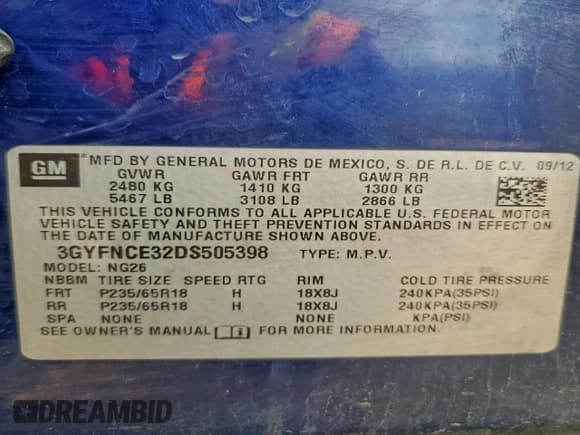 GM MFD BY GENERAL MOTORS DE MEXICO, S. DE R.L. DE C.V. 09/12
GVWR GAWR FRT GAWR RR
2480 KG 1410 KG 1300 KG
5467 LB 3108 LB 2866 LB
THIS VEHICLE CONFORMS TO ALL APPLICABLE U.S. FEDERAL MOTOR
VEHICLE SAFETY AND THEFT PREVENTION STANDARDS IN EFFECT ON
THE DATE OF MANUFACTURE SHOWN ABOVE.
3GYFNCE32DS505398 TYPE: M.P.V.
MODEL: NG26
NBBM TIRE SIZE SPEED RTG RIM COLD TIRE PRESSURE
FRT P235/65R18 H 18X8J 240KPA(35PSI)
RR P235/65R18 H 18X8J 240KPA(35PSI)
SPA NONE NONE KPA(PSI)
SEE OWNER'S MANUAL FOR MORE INFORMATION.
DREAMBID